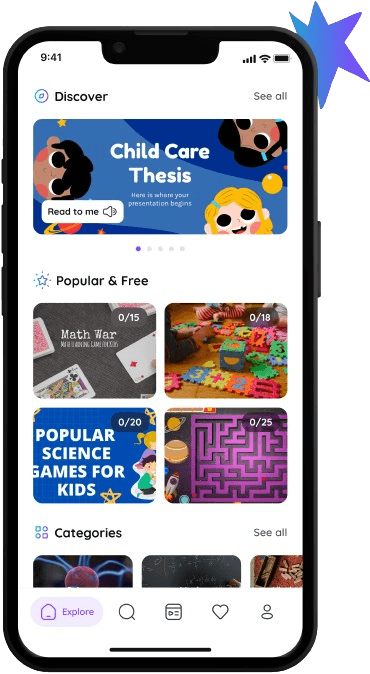 9:41
Discover
See all
Child Care
Thesis
Here is where your
presentation begins
Read to me
Popular & Free
0/15
Math War
MATH LEARNING GAME FOR KIDS
0/18
0/20
POPULAR
SCIENCE
GAMES FOR
KIDS
0/25
Categories
See all
Explore